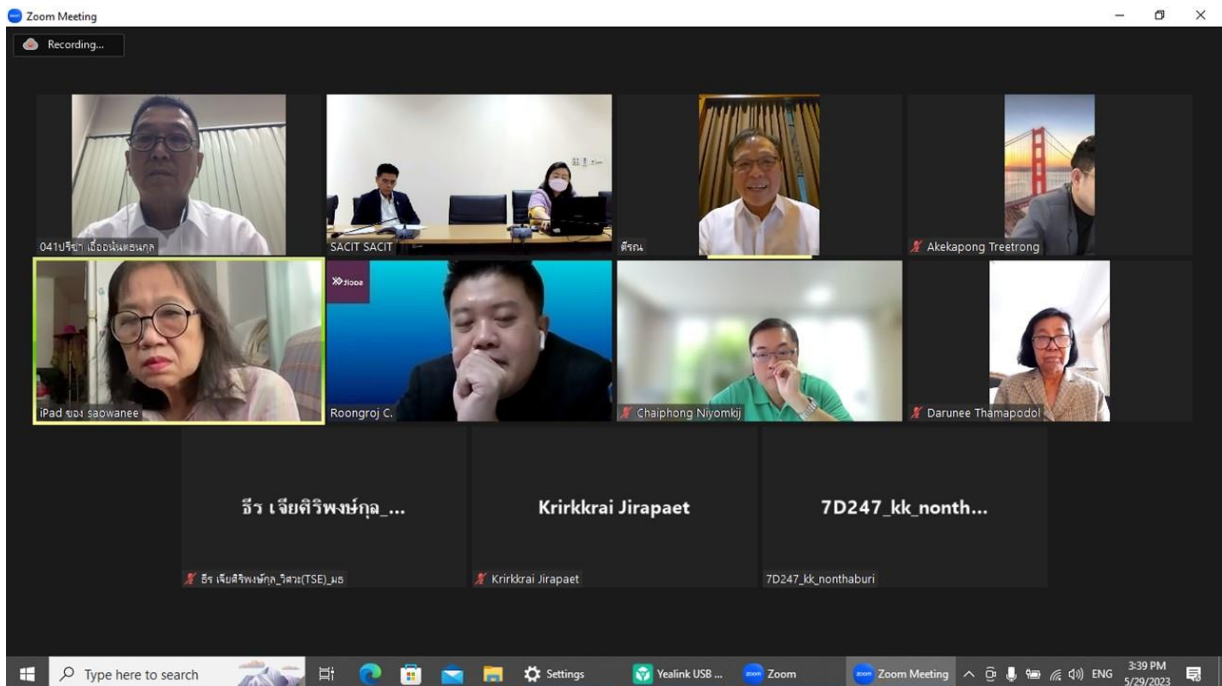 Zoom Meeting
Recording...
041ปรีชา เอื้ออนันตธนกุล
SACIT SACIT
ตีรณ
Akekapong Treetrong
iPad ของ saowanee
Roongroj C.
Chaiphong Niyomkij
Darunee Thamapodol
ธีร เจียศิริพงษ์กุล_...
Krirkkrai Jirapaet
7D247_kk_nonth...
ธีร เจียศิริพงษ์กุล_วิศวะ(TSE)_มธ
Krirkkrai Jirapaet
7D247_kk_nonthaburi
Type here to search
Settings
Yealink USB ...
Zoom
Zoom Meeting
ENG
3:39 PM
5/29/2023